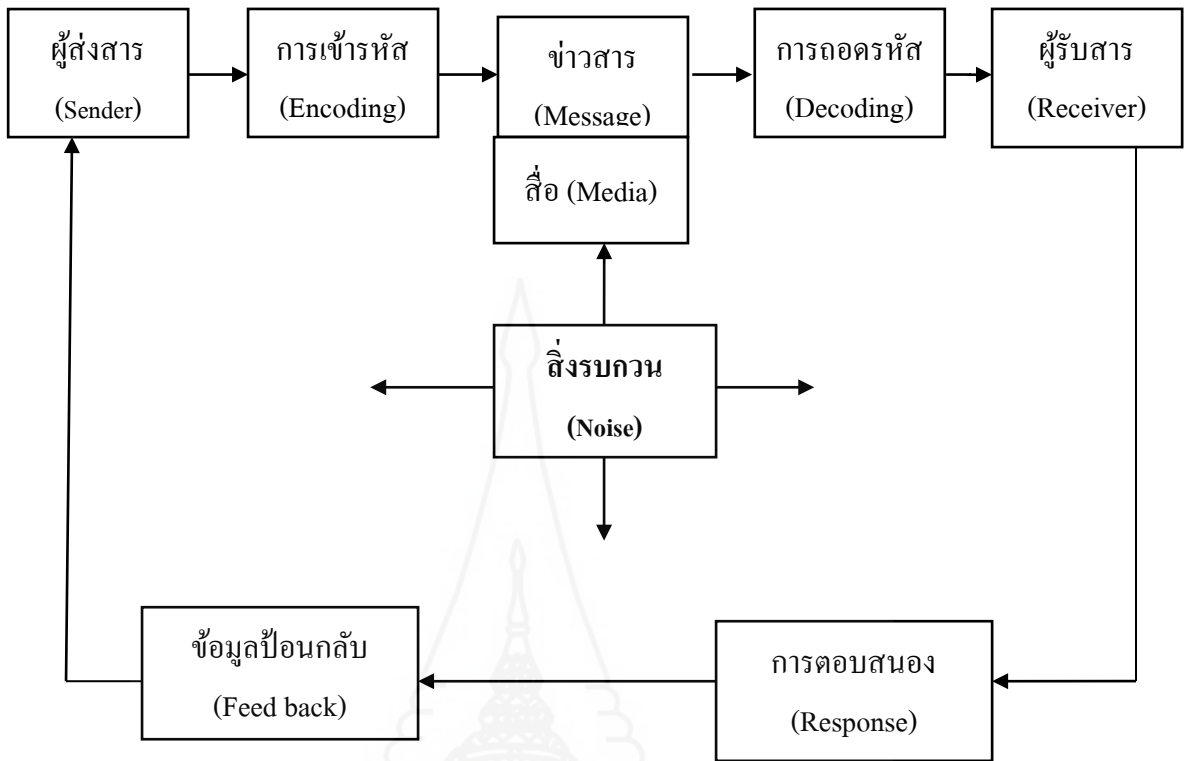 ผู้ส่งสาร
(Sender)
การเข้ารหัส
(Encoding)
ข่าวสาร
(Message)
สื่อ (Media)
การถอดรหัส
(Decoding)
ผู้รับสาร
(Receiver)
สิ่งรบกวน
(Noise)
ข้อมูลป้อนกลับ
(Feed back)
การตอบสนอง
(Response)